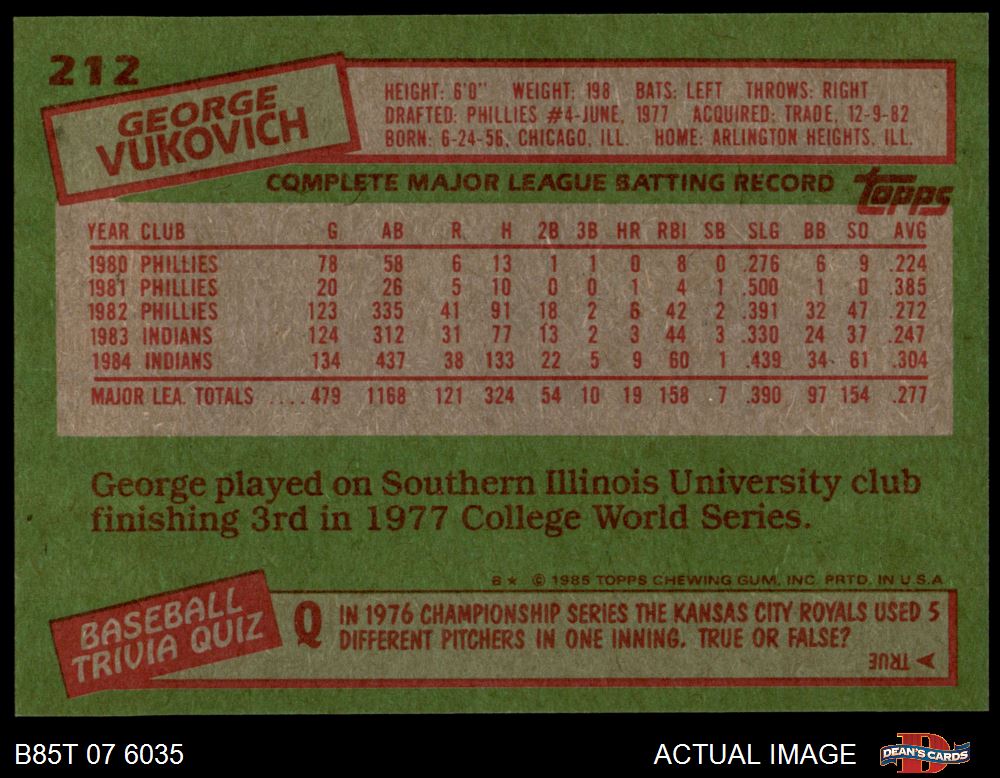 212
GEORGE
VUKOVICH
HEIGHT: 6'0" WEIGHT: 198 BATS: LEFT THROWS: RIGHT
DRAFTED: PHILLIES #4-JUNE, 1977 ACQUIRED: TRADE, 12-9-82
BORN: 6-24-56, CHICAGO, ILL. HOME: ARLINGTON HEIGHTS, ILL.
COMPLETE MAJOR LEAGUE BATTING RECORD
Topps
YEAR CLUB G AB R H 2B 3B HR RBI SB SLG BB SO AVG
1980 PHILLIES 78 58 6 13 1 1 0 8 0 .276 6 9 .224
1981 PHILLIES 20 26 5 10 0 0 1 4 1 .500 1 0 .385
1982 PHILLIES 123 335 41 91 18 2 6 42 2 .391 32 47 .272
1983 INDIANS 124 312 31 77 13 2 3 44 3 .330 24 37 .247
1984 INDIANS 134 437 38 133 22 5 9 60 1 .439 34 61 .304
MAJOR LEA. TOTALS ....479 1168 121 324 54 10 19 158 7 .390 97 154 .277
George played on Southern Illinois University club
finishing 3rd in 1977 College World Series.
B★ © 1985 TOPPS CHEWING GUM, INC. PRTD. IN U.S.A.
BASEBALL
TRIVIA QUIZ
Q IN 1976 CHAMPIONSHIP SERIES THE KANSAS CITY ROYALS USED 5
DIFFERENT PITCHERS IN ONE INNING. TRUE OR FALSE?
TRUE
B85T 07 6035
ACTUAL IMAGE
DEAN'S CARDS